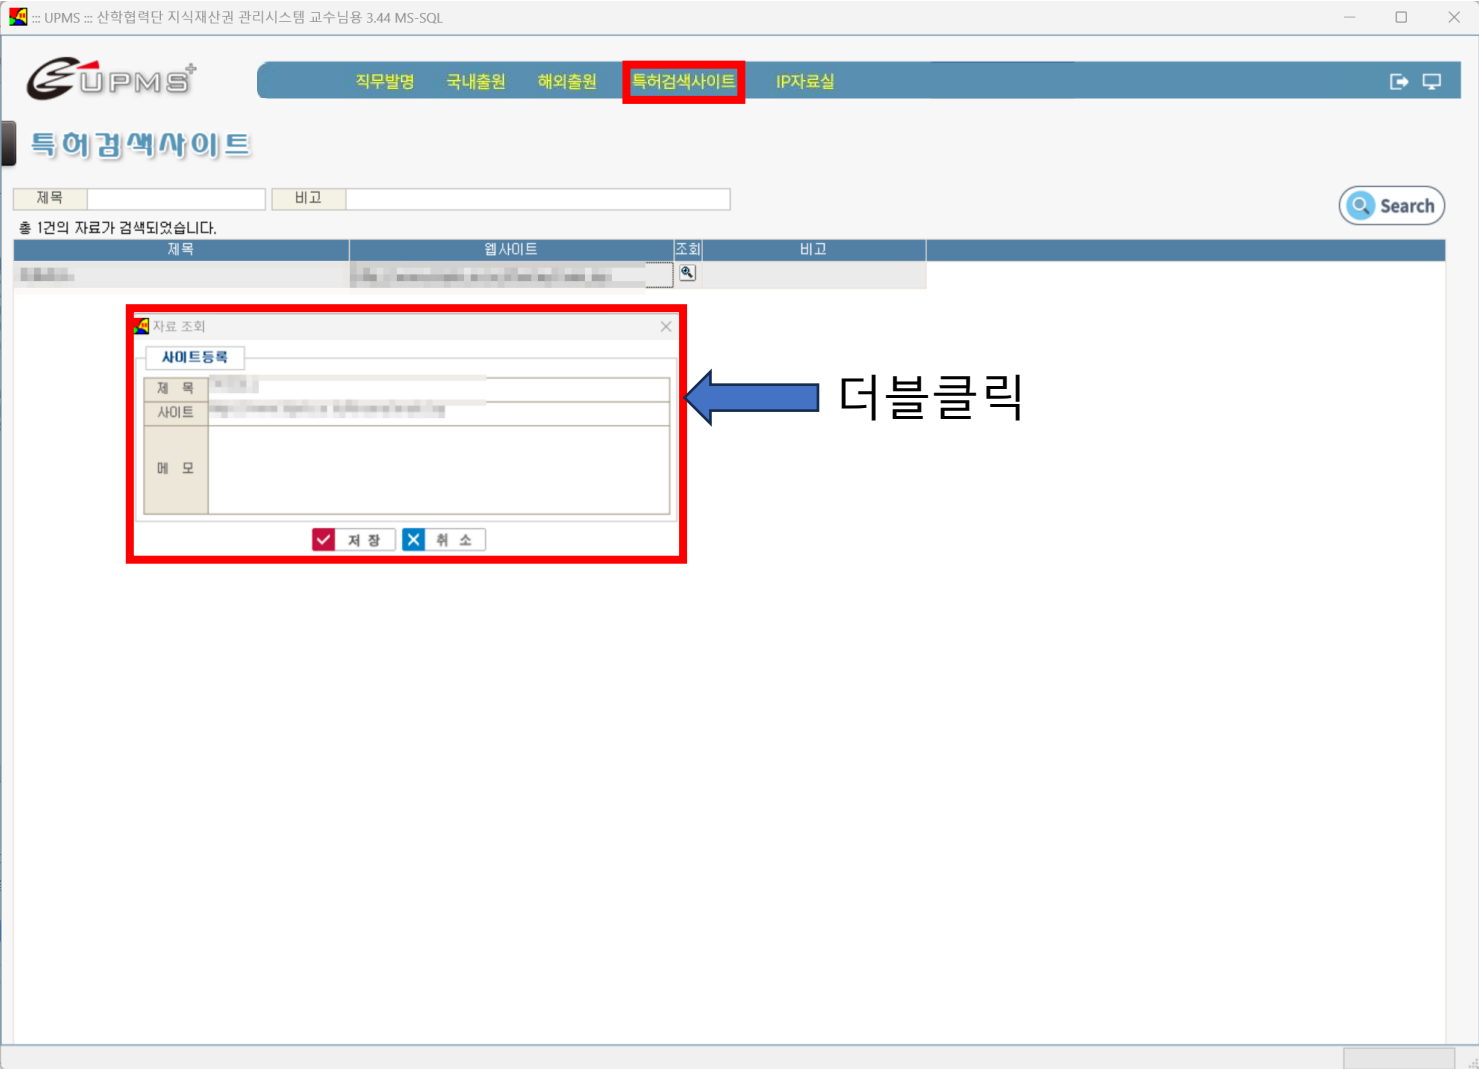 ::: UPMS ::: 산학협력단 지식재산권 관리시스템 교수님용 3.44 MS-SQL
UPMS+
직무발명 국내출원 해외출원 특허검색사이트 IP자료실
특허검색사이트
제목 비고 Search
총 1건의 자료가 검색되었습니다.
제목 웹사이트 조회 비고
자료 조회
사이트등록
제 목
사이트
더블클릭
메 모
저 장 취 소